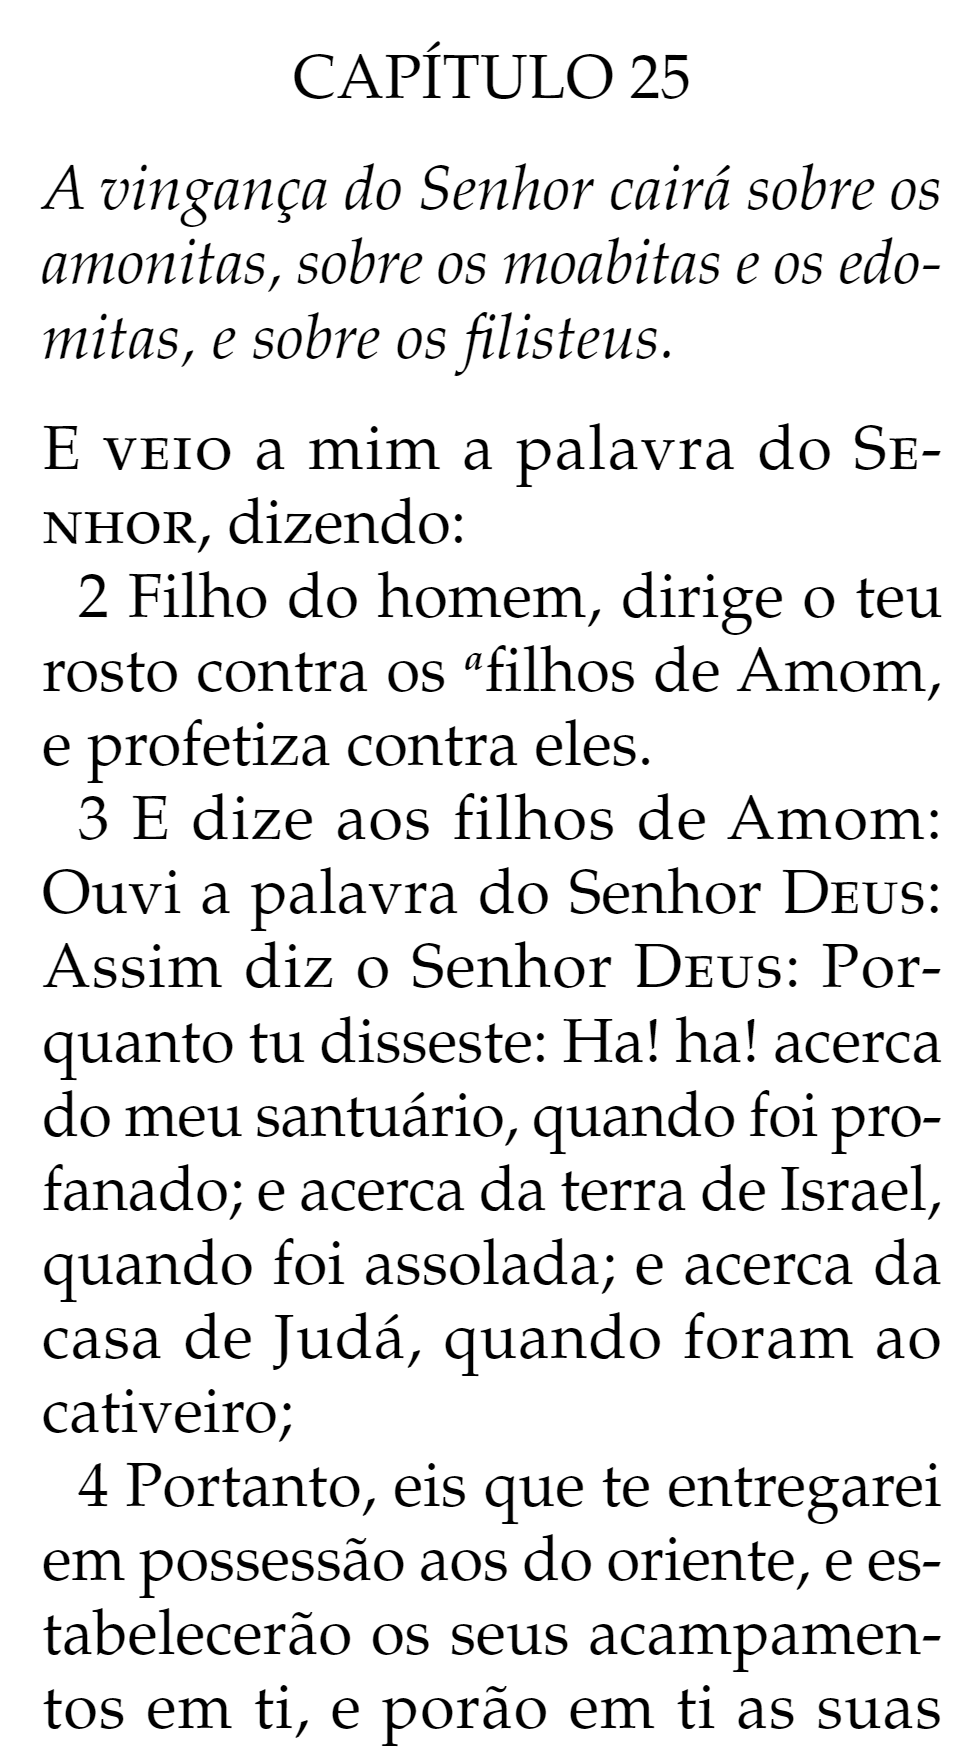 CAPÍTULO 25
A vingança do Senhor cairá sobre os
amonitas, sobre os moabitas e os edo-
mitas, e sobre os filisteus.
E VEIO a mim a palavra do SE-
NHOR, dizendo:
2 Filho do homem, dirige o teu
rosto contra os ᵃfilhos de Amom,
e profetiza contra eles.
3 E dize aos filhos de Amom:
Ouvi a palavra do Senhor DEUS:
Assim diz o Senhor DEUS: Por-
quanto tu disseste: Ha! ha! acerca
do meu santuário, quando foi pro-
fanado; e acerca da terra de Israel,
quando foi assolada; e acerca da
casa de Judá, quando foram ao
cativeiro;
4 Portanto, eis que te entregarei
em possessão aos do oriente, e es-
tabelecerão os seus acampamen-
tos em ti, e porão em ti as suas